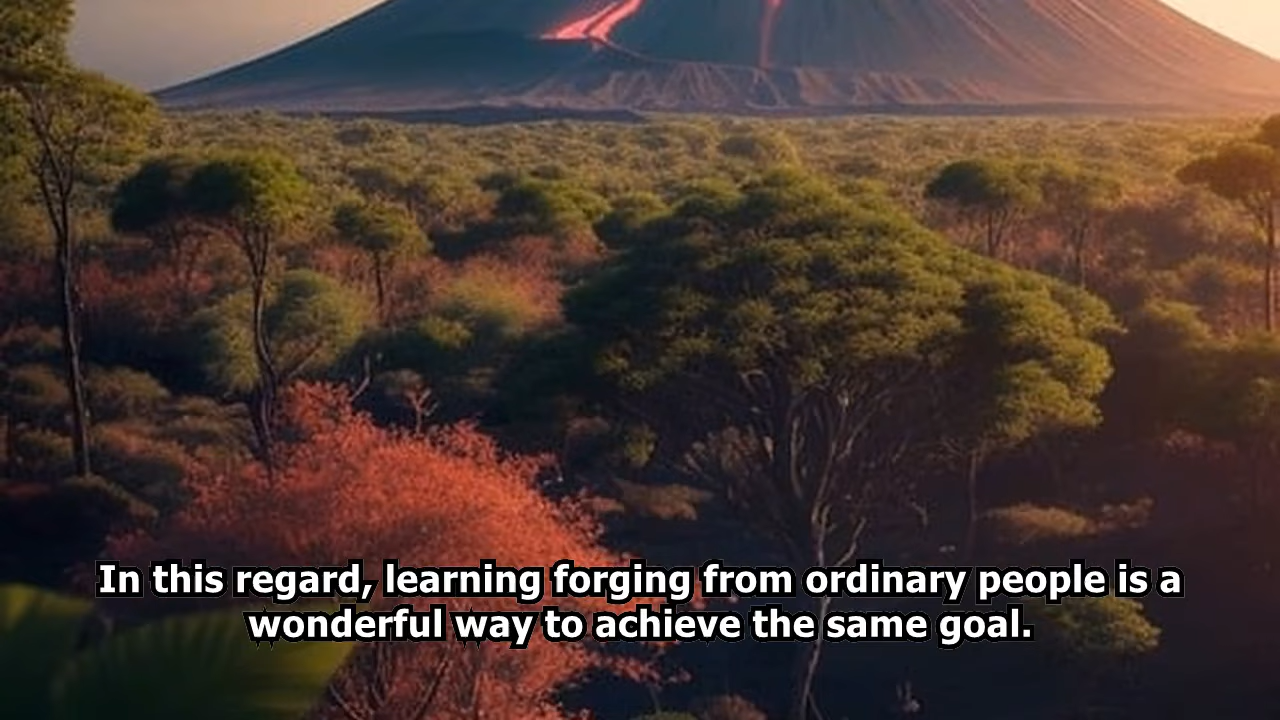 In this regard, learning forging from ordinary people is a
wonderful way to achieve the same goal.